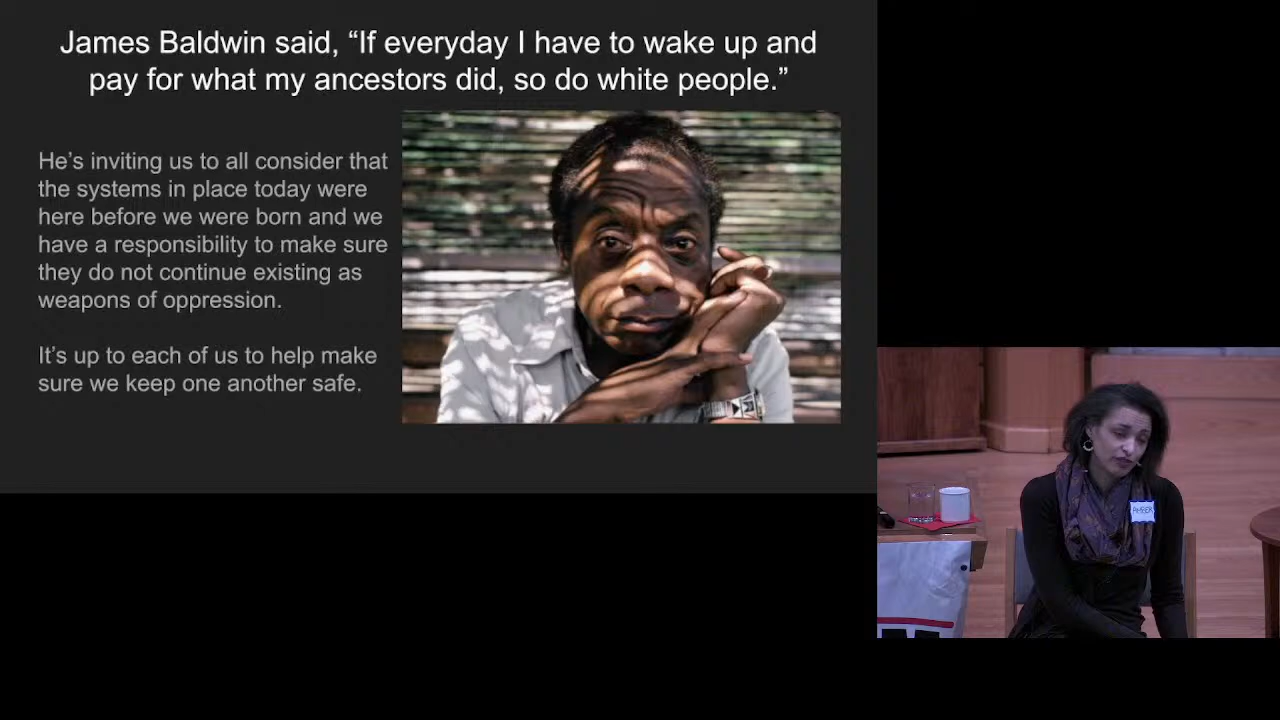 James Baldwin said, “If everyday I have to wake up and
pay for what my ancestors did, so do white people.”
He’s inviting us to all consider that
the systems in place today were
here before we were born and we
have a responsibility to make sure
they do not continue existing as
weapons of oppression.
It’s up to each of us to help make
sure we keep one another safe.
AMBER